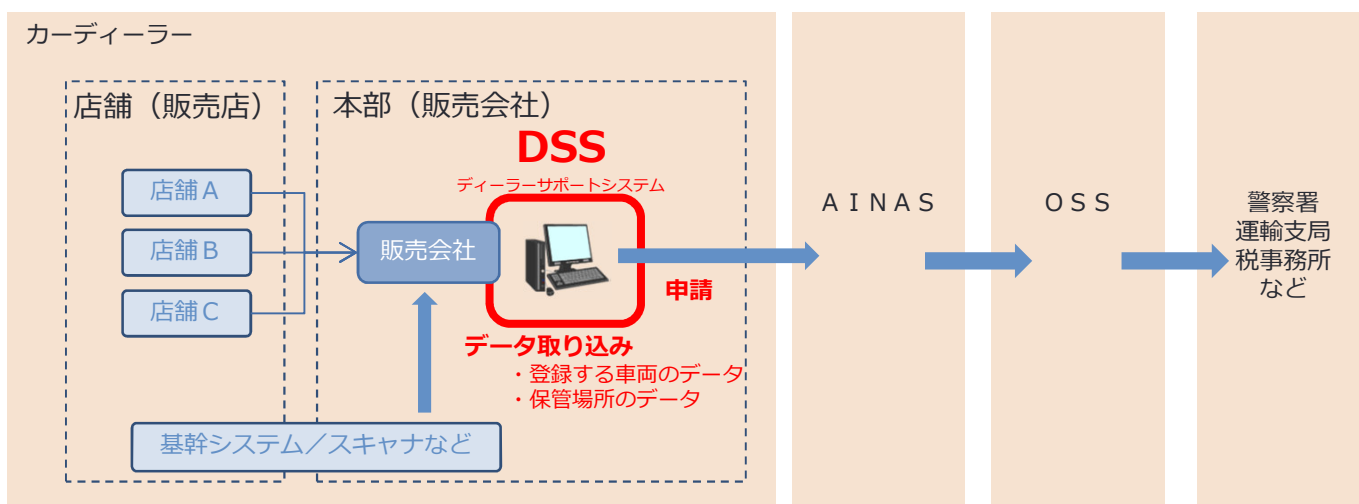 カーディーラー
店舗（販売店）
店舗A
店舗B
店舗C
本部（販売会社）
DSS
ディーラーサポートシステム
販売会社
申請
データ取り込み
・登録する車両のデータ
・保管場所のデータ
基幹システム／スキャナなど
ＡＩＮＡＳ
ＯＳＳ
警察署
運輸支局
税事務所
など